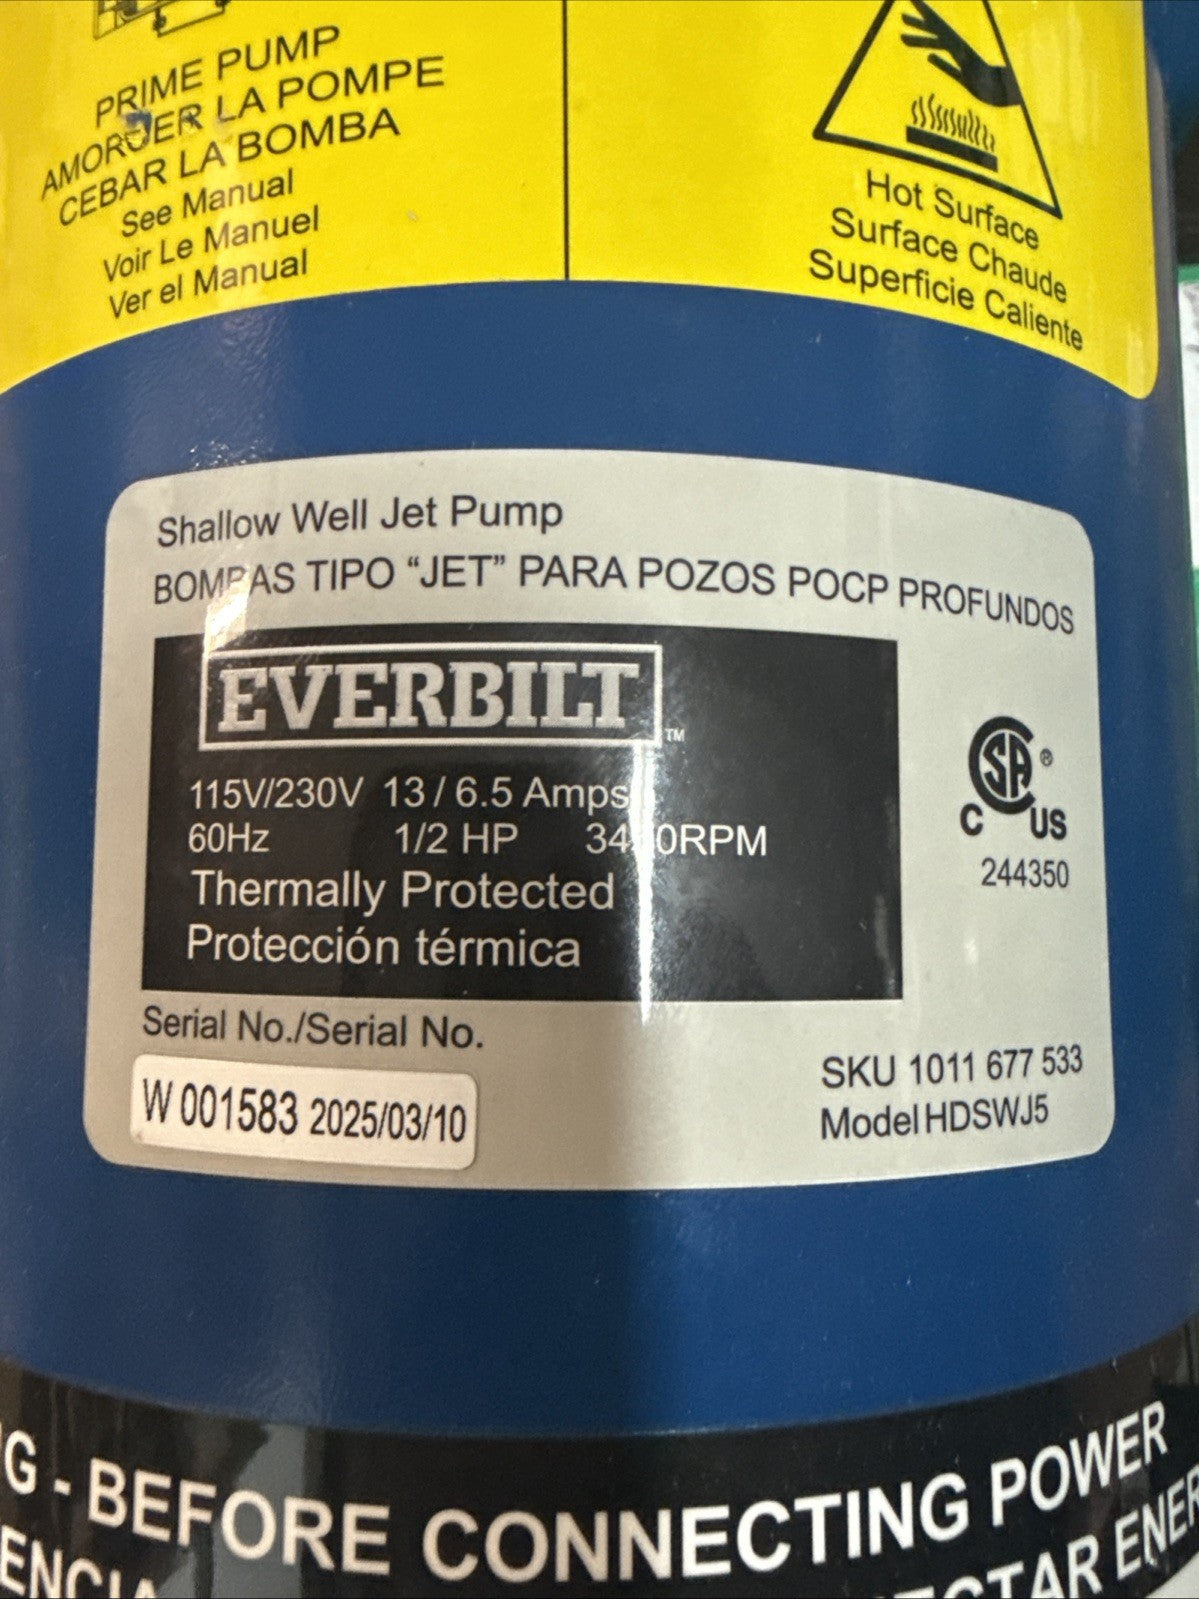 PRIME PUMP
AMORCER LA POMPE
CEBAR LA BOMBA
See Manual
Voir Le Manuel
Ver el Manual
Hot Surface
Surface Chaude
Superficie Caliente
Shallow Well Jet Pump
BOMBAS TIPO “JET” PARA POZOS POCP PROFUNDOS
EVERBILT TM
115V/230V 13 / 6.5 Amps
60Hz 1/2 HP 3450RPM
Thermally Protected
Protección térmica
CSA ®
C US
244350
Serial No./Serial No.
W 001583 2025/03/10
SKU 1011 677 533
Model HDSWJ5
G - BEFORE CONNECTING POWER